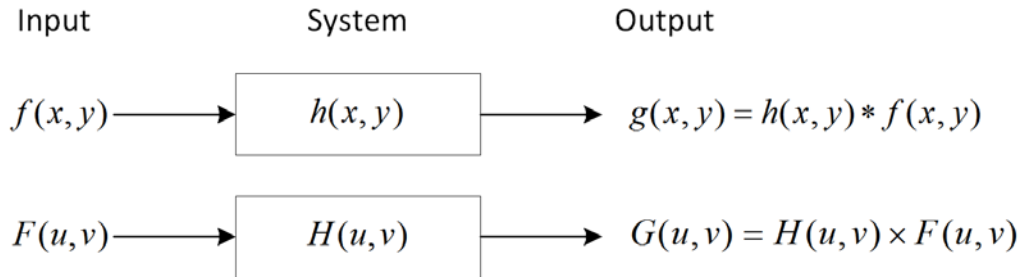 Input System Output
f(x, y) h(x, y) g(x, y) = h(x, y) * f(x, y)
F(u, v) H(u, v) G(u, v) = H(u, v) × F(u, v)